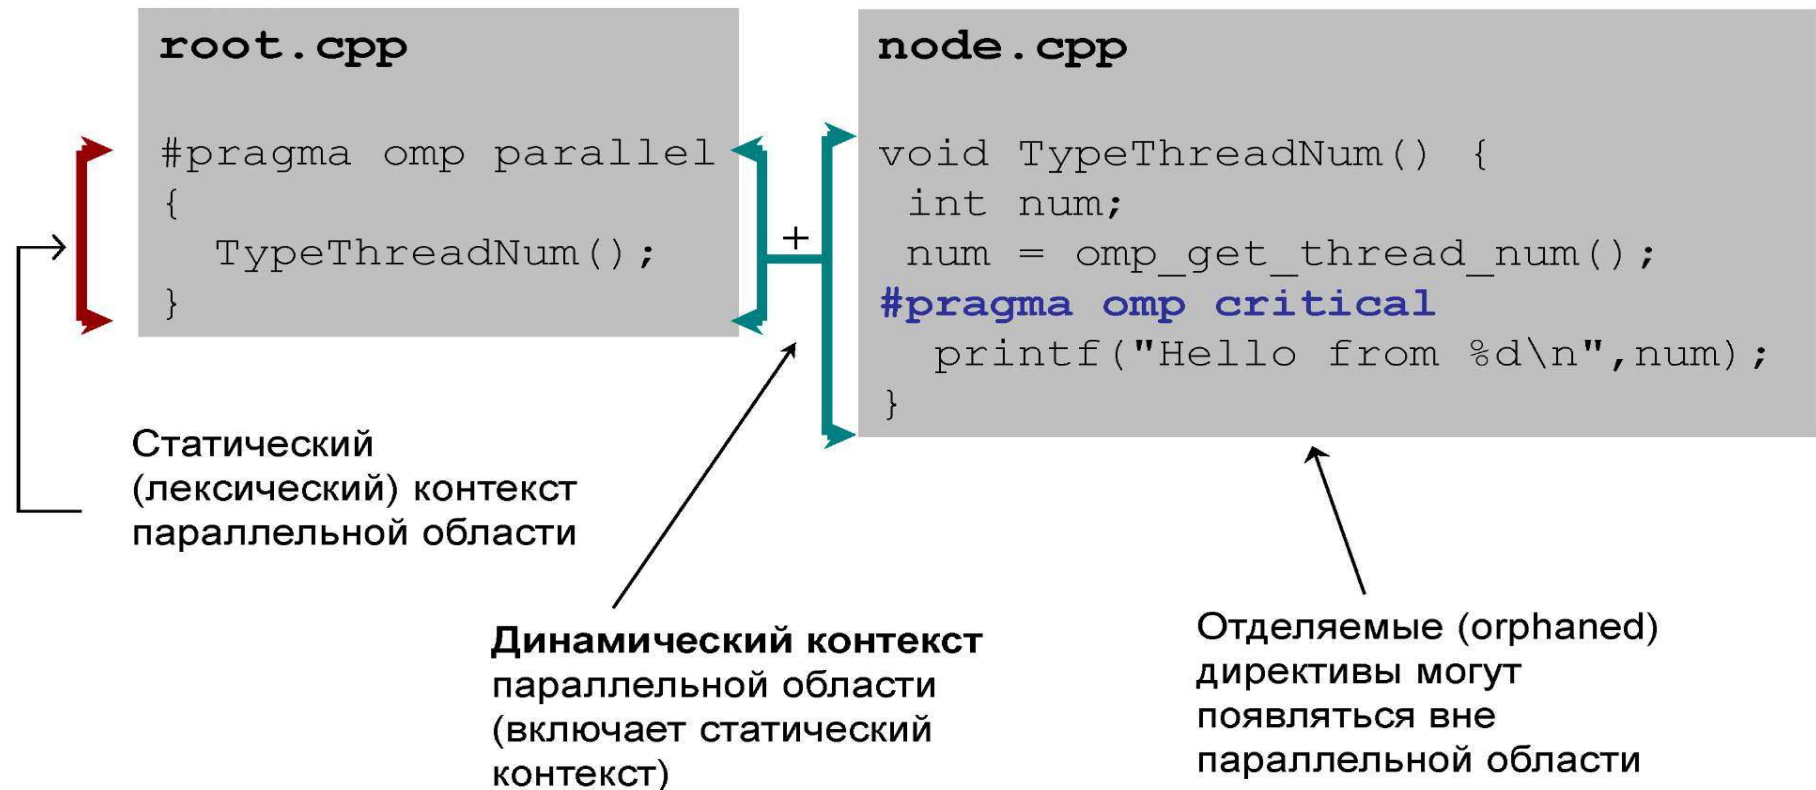 root.cpp
#pragma omp parallel
{
TypeThreadNum();
}
+
node.cpp
void TypeThreadNum() {
int num;
num = omp_get_thread_num();
#pragma omp critical
printf("Hello from %d\n",num);
}
Статический
(лексический) контекст
параллельной области
Динамический контекст
параллельной области
(включает статический
контекст)
Отделяемые (orphaned)
директивы могут
появляться вне
параллельной области